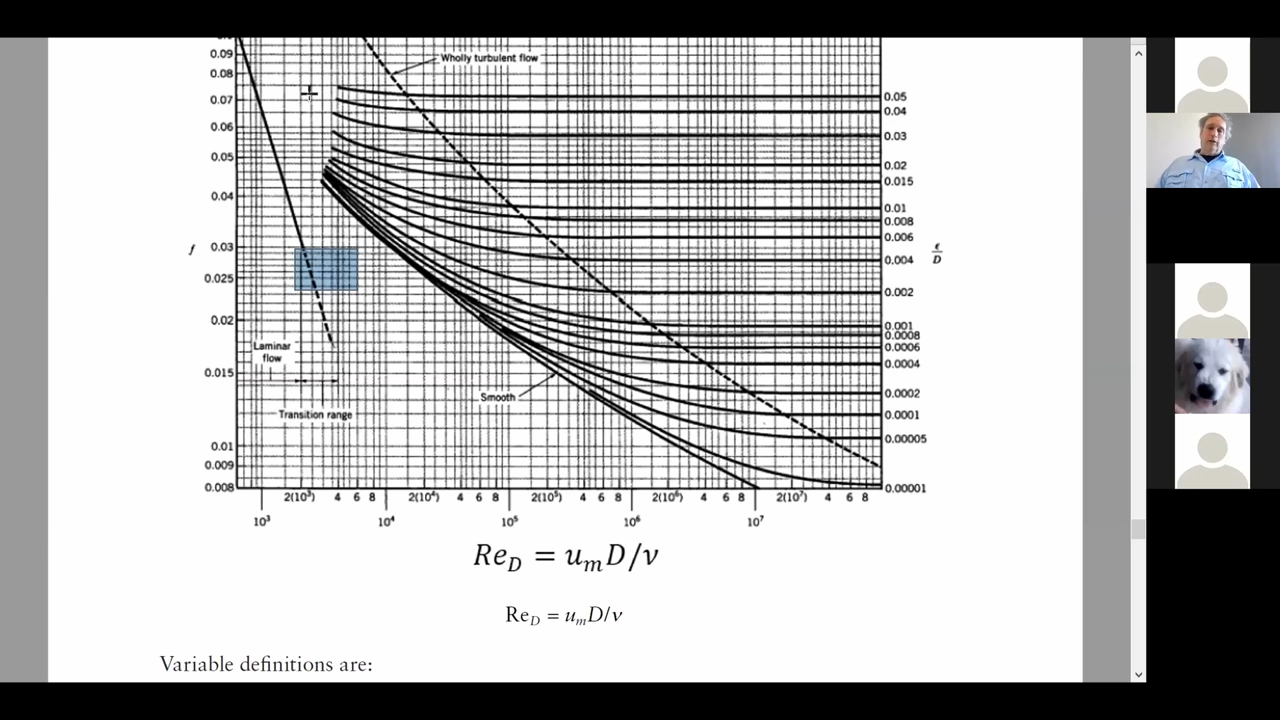 0.09
Wholly turbulent flow
0.08
0.07
0.05
0.04
0.06
0.03
0.05
0.02
0.015
0.04
0.01
0.008
0.006
f
0.03
ϵ
D
0.004
0.025
0.002
0.02
0.001
0.0008
Laminar
flow
0.0006
0.0004
0.015
0.0002
Smooth
Transition range
0.0001
0.00005
0.01
0.009
0.008
0.00001
2(10³) 4 6 8 2(10⁴) 4 6 8 2(10⁵) 4 6 8 2(10⁶) 4 6 8 2(10⁷) 4 6 8
10³ 10⁴ 10⁵ 10⁶ 10⁷
Re_D = u_m D/ν
Re_D = u_m D/ν
Variable definitions are: